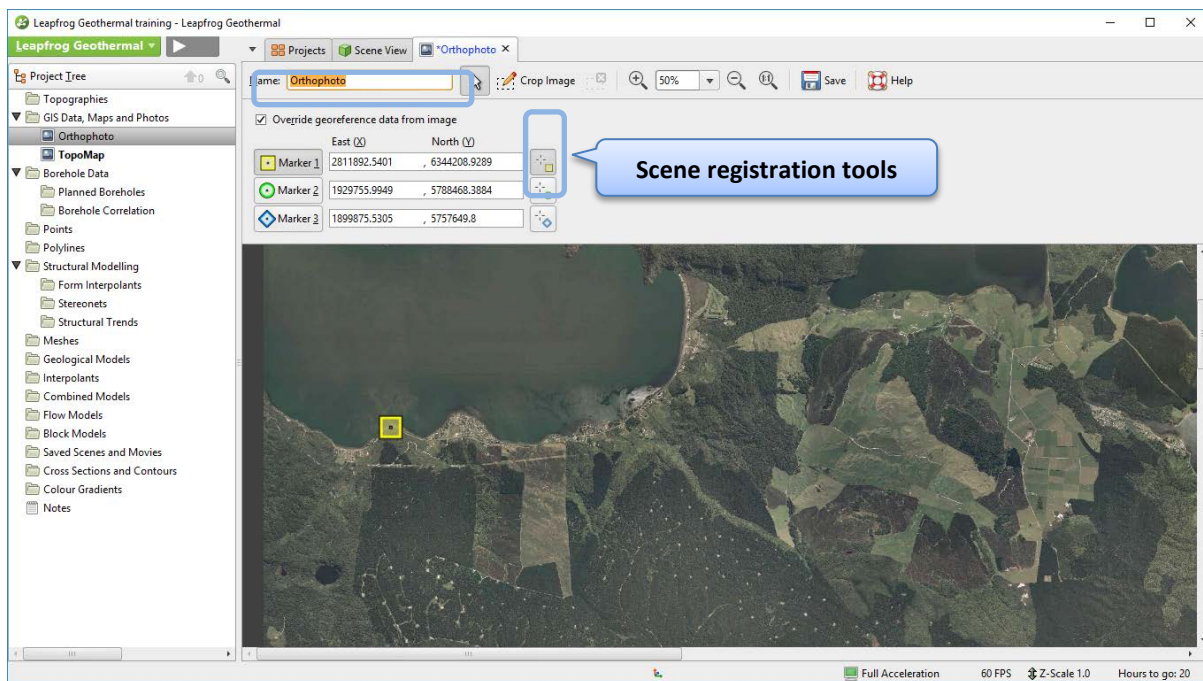 Leapfrog Geothermal training - Leapfrog Geothermal
Leapfrog Geothermal
Projects
Scene View
*Orthophoto
Project Tree
0
Name: Orthophoto
Crop Image
50%
1:1
Save
Help
Topographies
GIS Data, Maps and Photos
Orthophoto
TopoMap
Borehole Data
Planned Boreholes
Borehole Correlation
Points
Polylines
Structural Modelling
Form Interpolants
Stereonets
Structural Trends
Meshes
Geological Models
Interpolants
Combined Models
Flow Models
Block Models
Saved Scenes and Movies
Cross Sections and Contours
Colour Gradients
Notes
Override georeference data from image
East (X) North (Y)
Marker 1 2811892.5401 , 6344208.9289
Marker 2 1929755.9949 , 5788468.3884
Marker 3 1899875.5305 , 5757649.8
Scene registration tools
Full Acceleration 60 FPS Z-Scale 1.0 Hours to go: 20